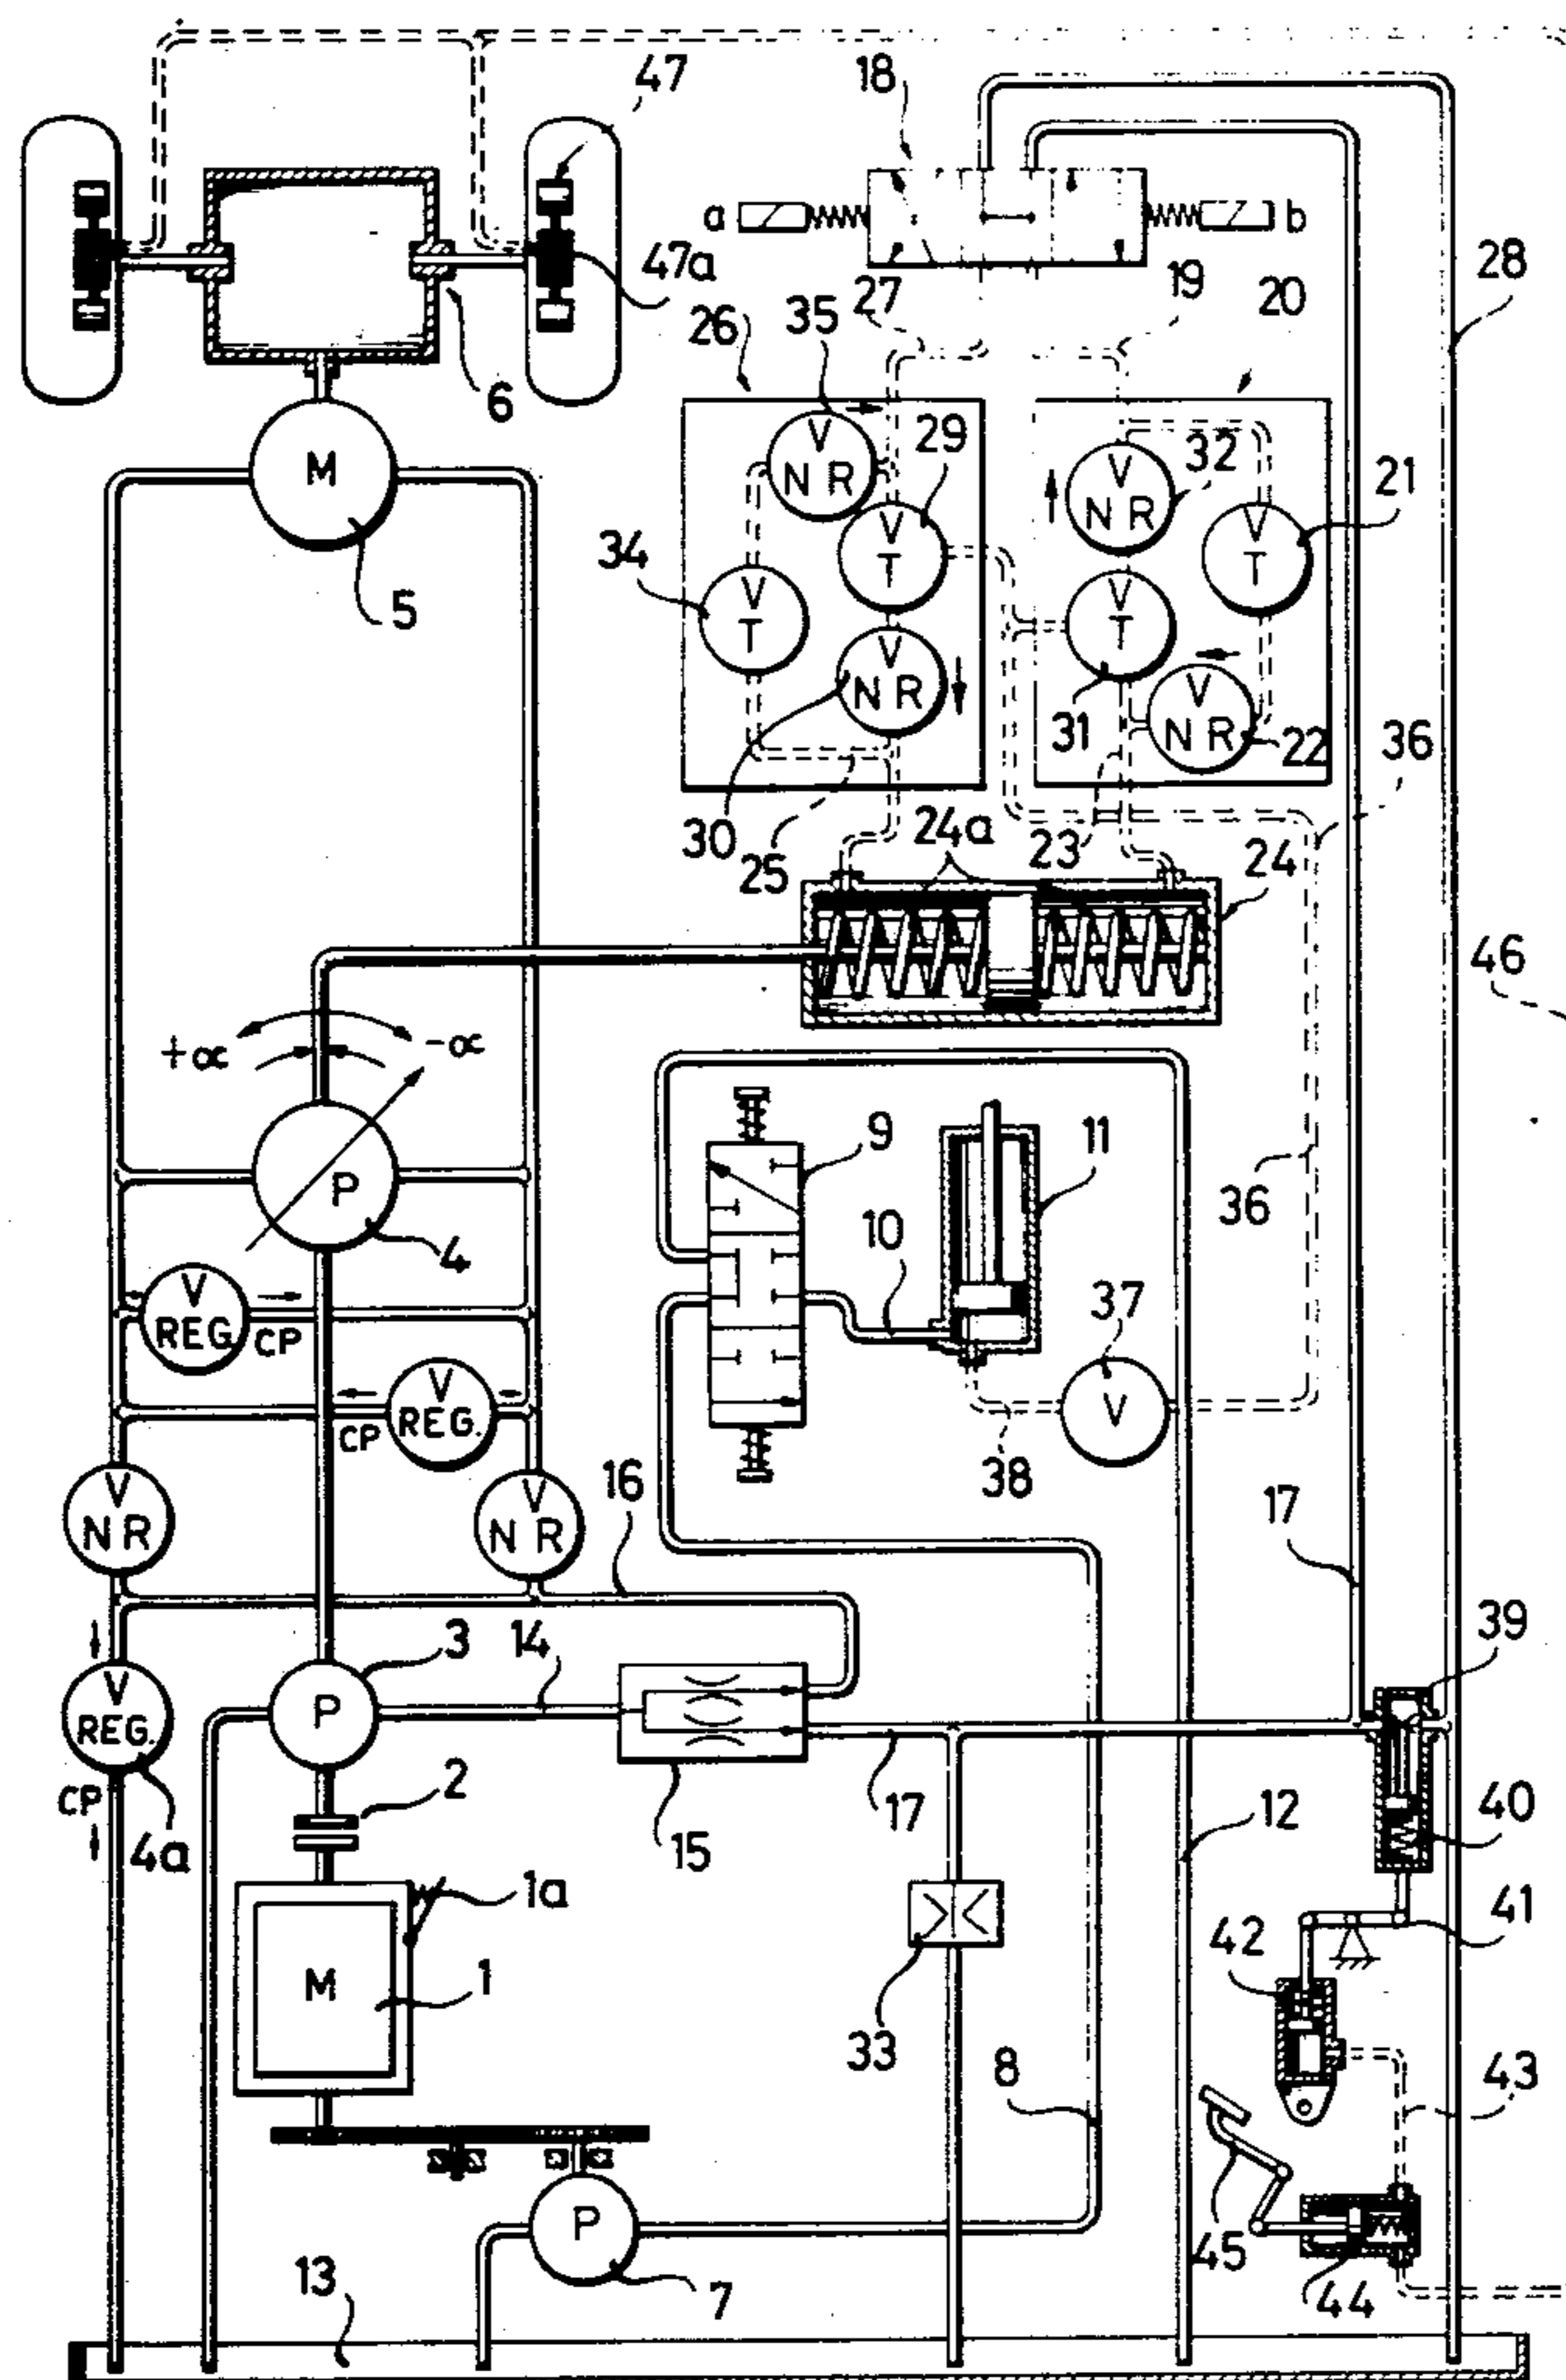 47
18
a
b
47a
27
19
20
28
26
35
6
V
NR
29
V
NR
32
21
M
V
T
V
T
34
V
T
5
V
T
V
NR
31
V
NR
22
36
30
25
24a
23
24
46
+α
-α
9
11
P
10
36
4
V
REG.
CP
37
V
REG.
CP
V
38
16
V
NR
V
NR
17
3
14
39
V
REG.
P
2
CP
4a
15
17
12
40
1a
41
42
M
1
33
8
43
P
45
13
7
44